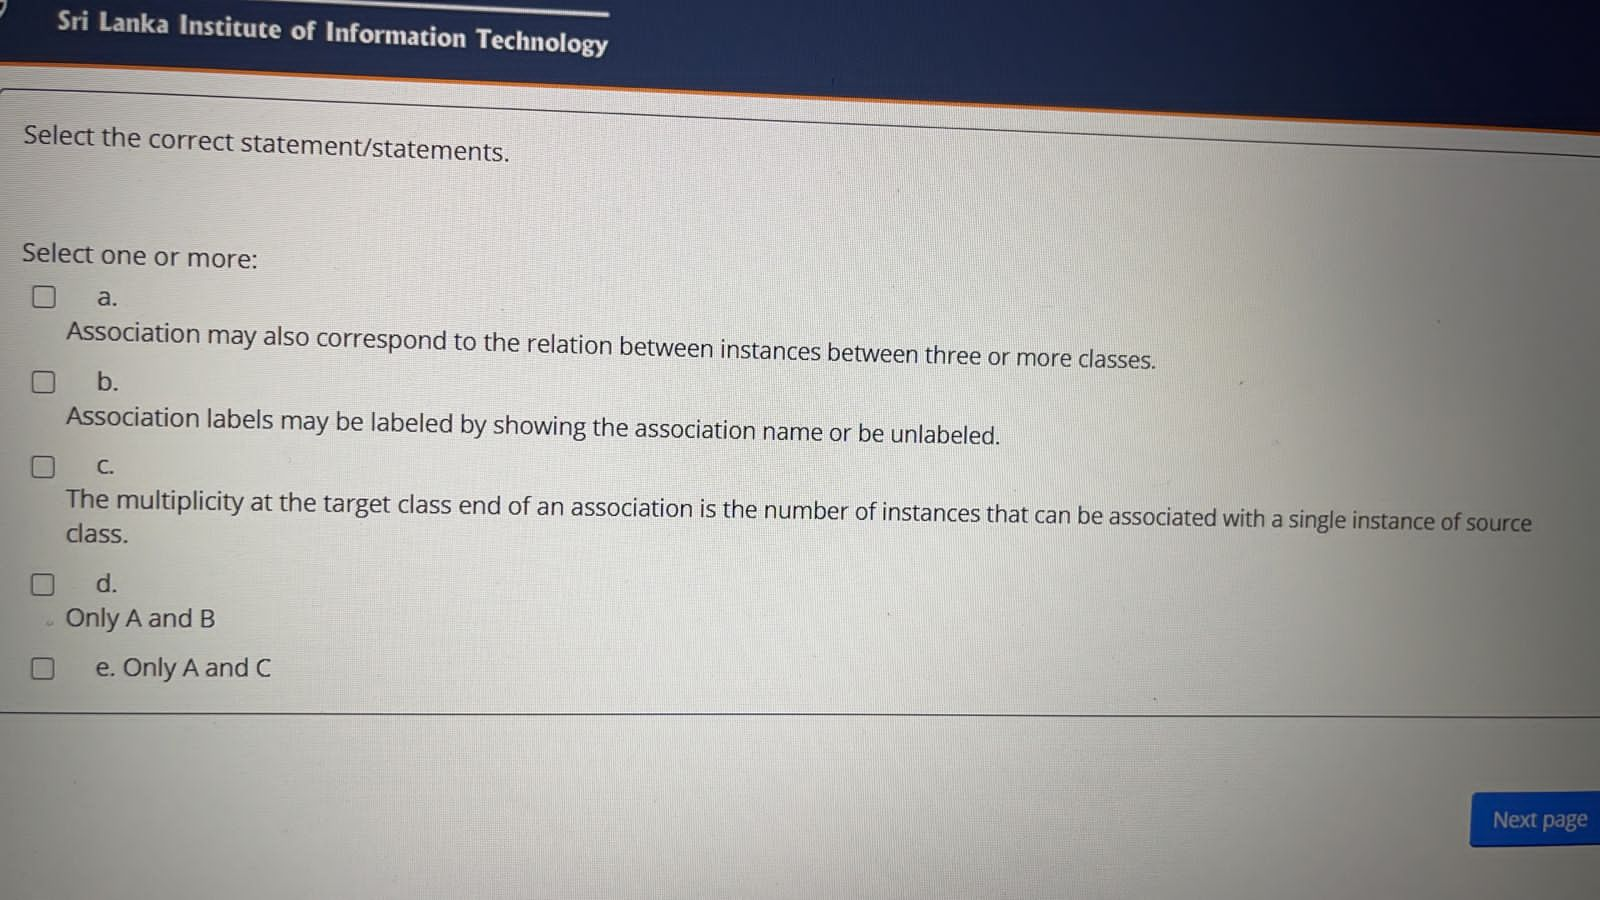 Sri Lanka Institute of Information Technology
Select the correct statement/statements.
Select one or more:
a.
Association may also correspond to the relation between instances between three or more classes.
b.
Association labels may be labeled by showing the association name or be unlabeled.
c.
The multiplicity at the target class end of an association is the number of instances that can be associated with a single instance of source
class.
d.
Only A and B
e. Only A and C
Next page